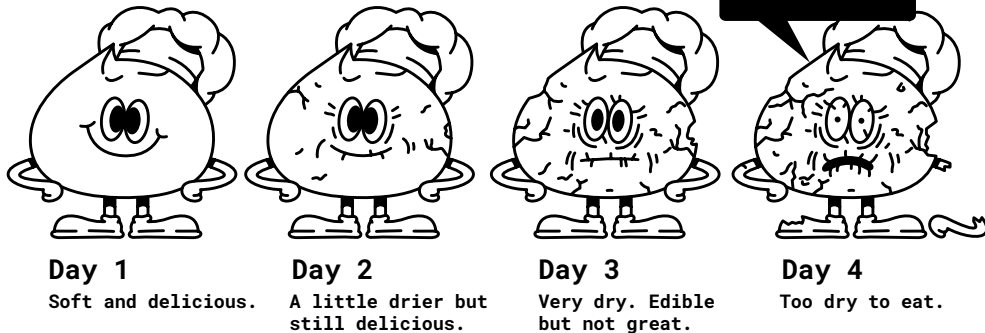 Day 1
Soft and delicious.
Day 2
A little drier but
still delicious.
Day 3
Very dry. Edible
but not great.
Day 4
Too dry to eat.